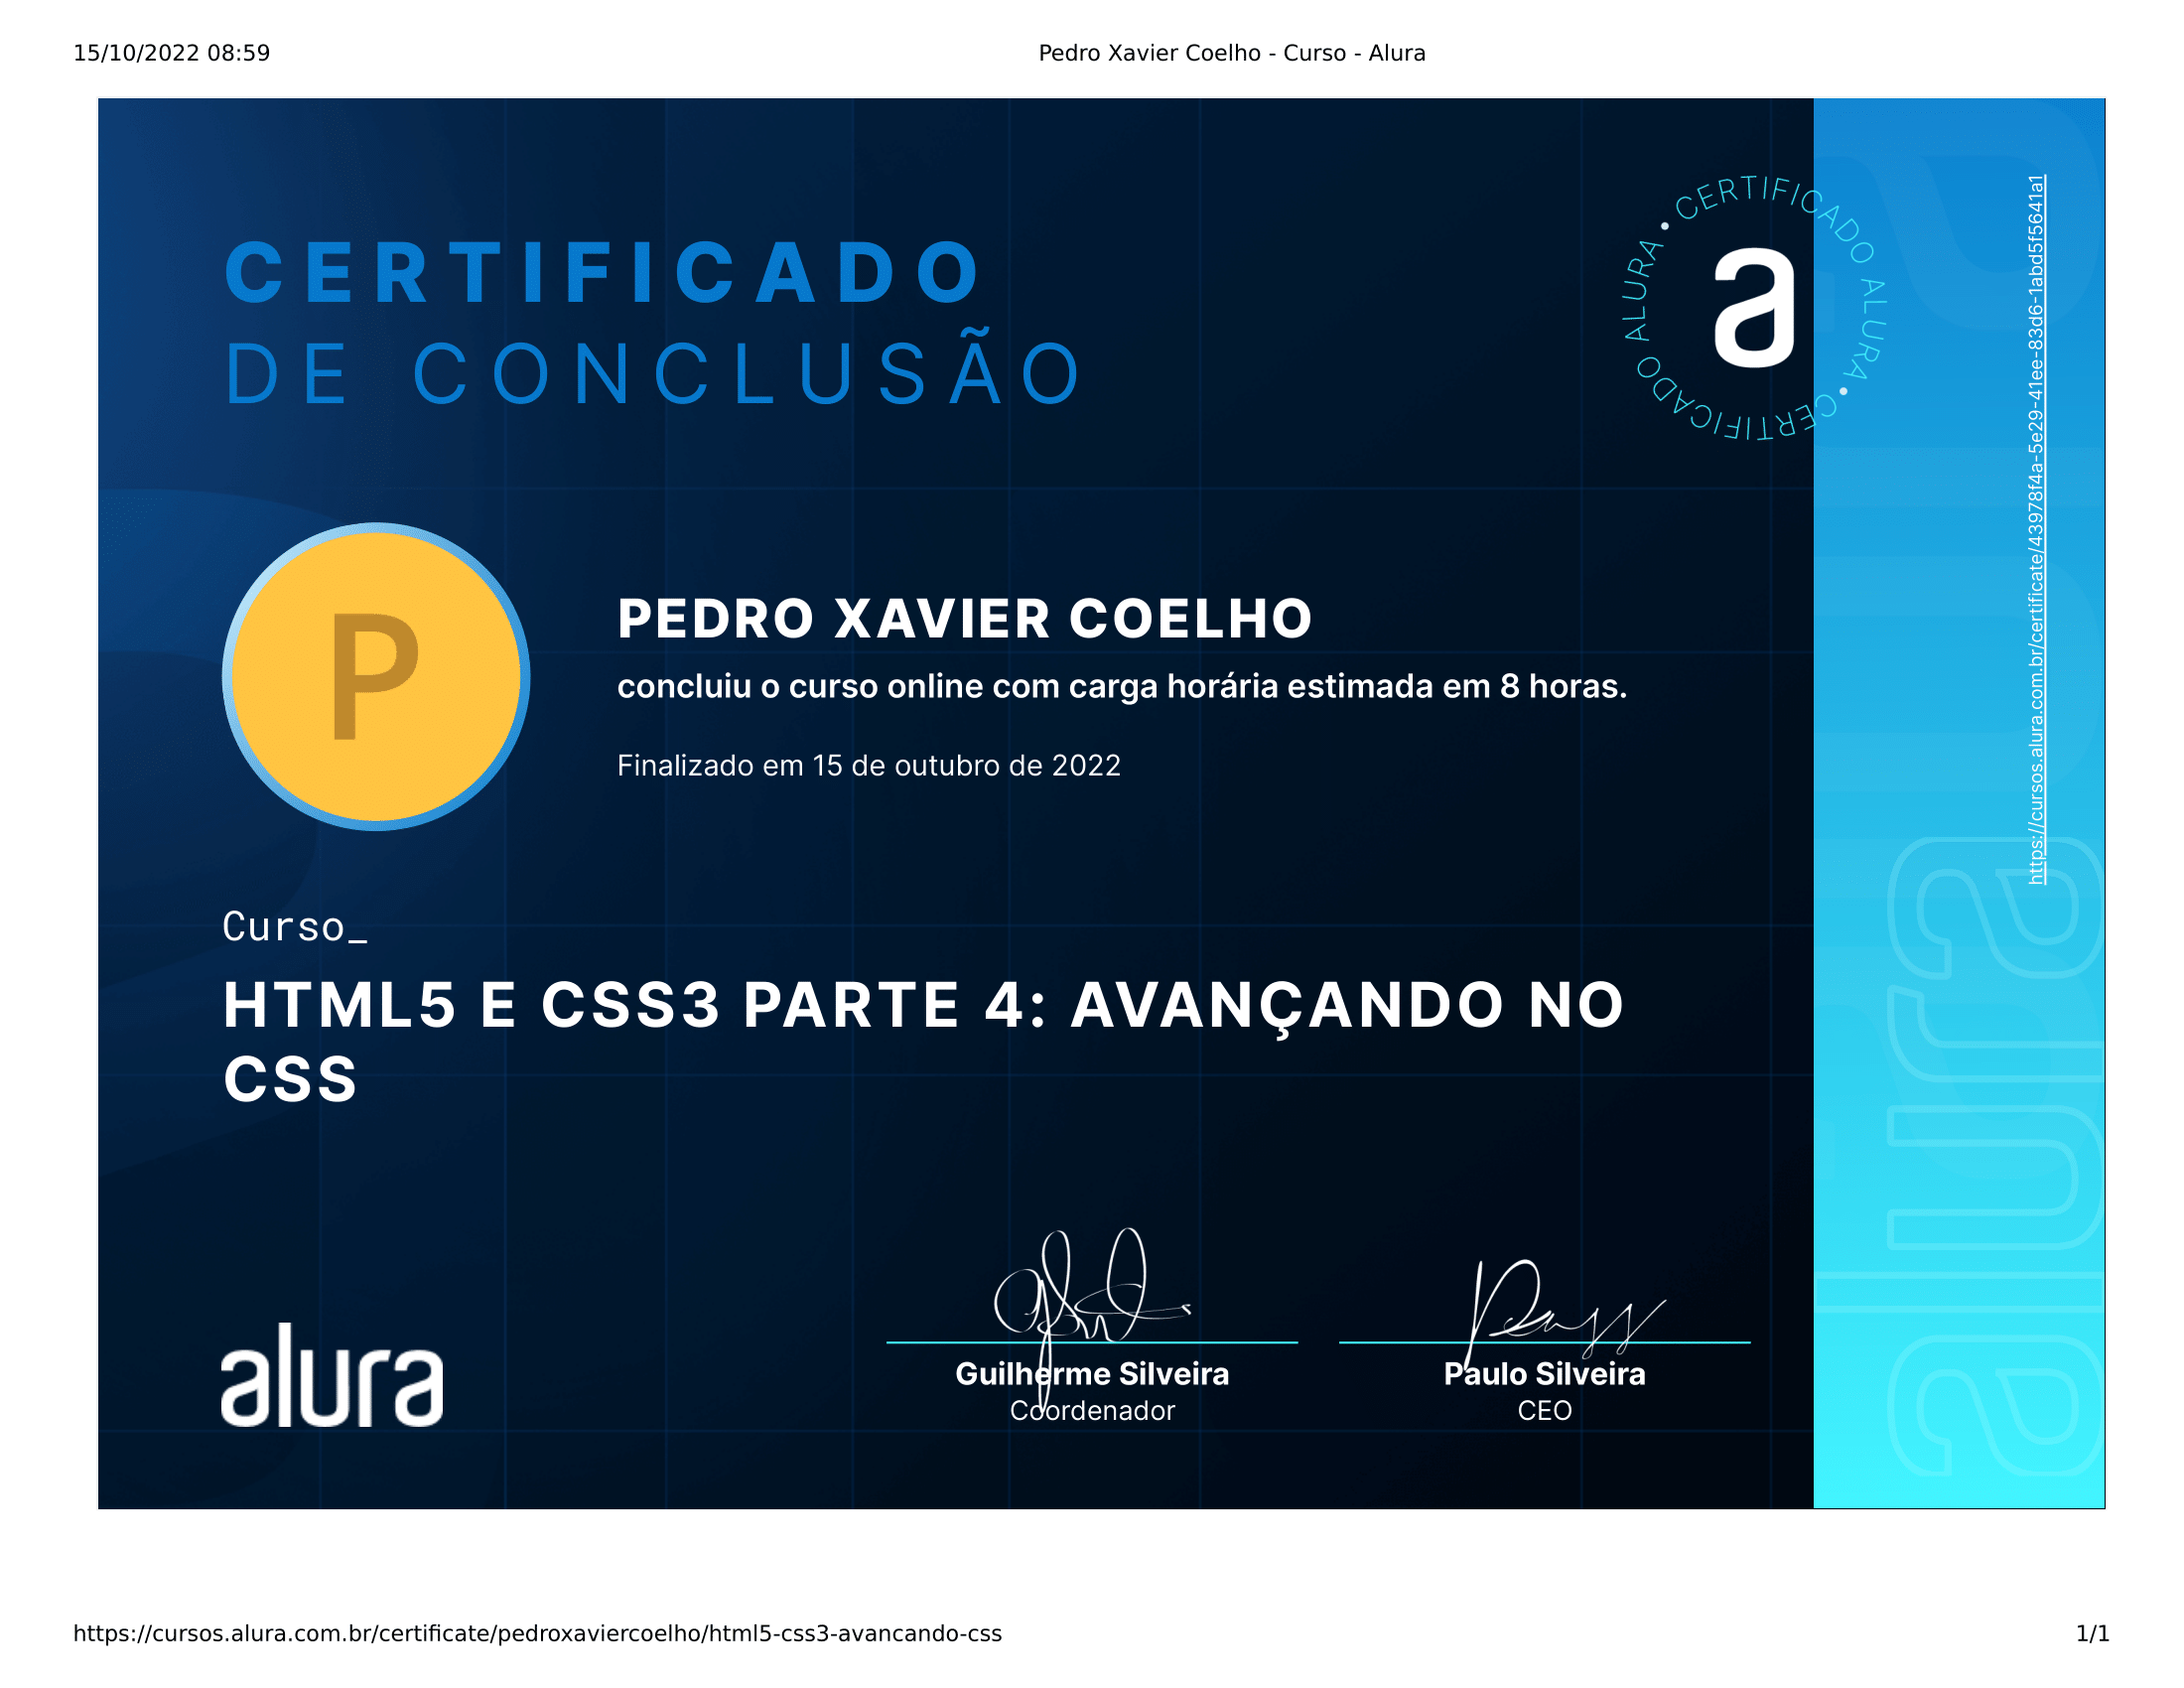 15/10/2022 08:59
Pedro Xavier Coelho - Curso - Alura
CERTIFICADO
DE CONCLUSÃO
CERTIFICADO ALURA • CERTIFICADO ALURA •
a
https://cursos.alura.com.br/certificate/43978f4a-5e29-41ee-83d6-1abd5f5641a1
P
PEDRO XAVIER COELHO
concluiu o curso online com carga horária estimada em 8 horas.
Finalizado em 15 de outubro de 2022
Curso_
HTML5 E CSS3 PARTE 4: AVANÇANDO NO
CSS
alura
alura
Guilherme Silveira
Coordenador
Paulo Silveira
CEO
https://cursos.alura.com.br/certificate/pedroxaviercoelho/html5-css3-avancando-css
1/1